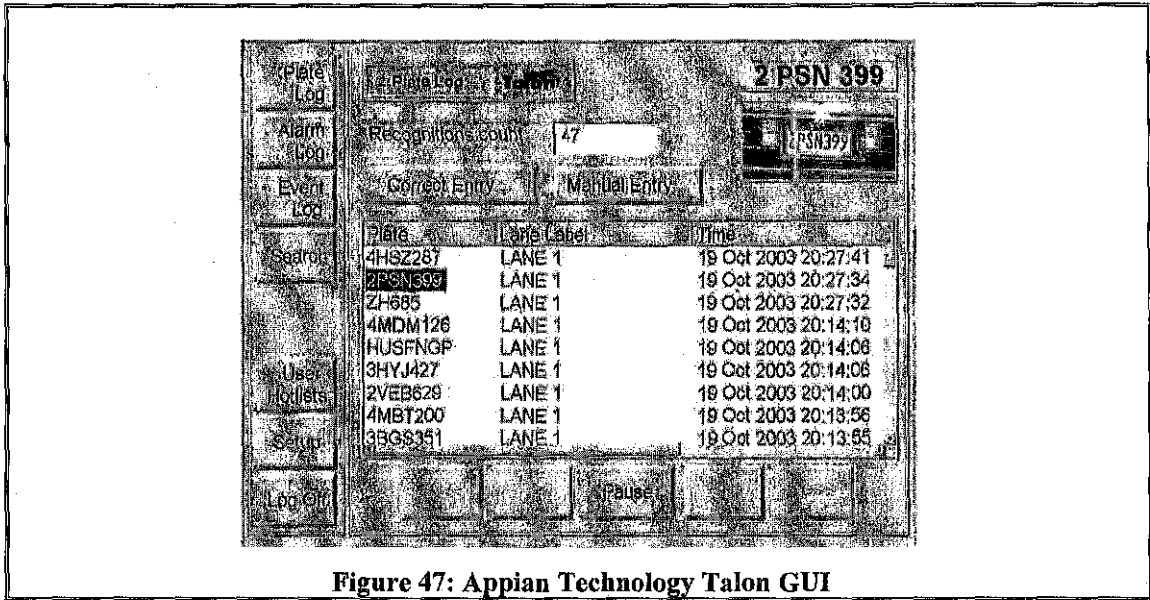 Plate Log
Alarm Log
Event Log
Search
User Hotlists
Setup
Log Off
Plate Log Talon
2 PSN 399
2PSN399
Recognitions count 47
Correct Entry... Manual Entry...
Plate Lane Label Time
4HSZ287 LANE 1 19 Oct 2003 20:27:41
2PSN399 LANE 1 19 Oct 2003 20:27:34
ZH685 LANE 1 19 Oct 2003 20:27:32
4MDM126 LANE 1 19 Oct 2003 20:14:10
HUSFNGP LANE 1 19 Oct 2003 20:14:06
3HYJ427 LANE 1 19 Oct 2003 20:14:06
2VEB629 LANE 1 19 Oct 2003 20:14:00
4MBT200 LANE 1 19 Oct 2003 20:13:56
3BGS351 LANE 1 19 Oct 2003 20:13:55
Pause
Figure 47: Appian Technology Talon GUI